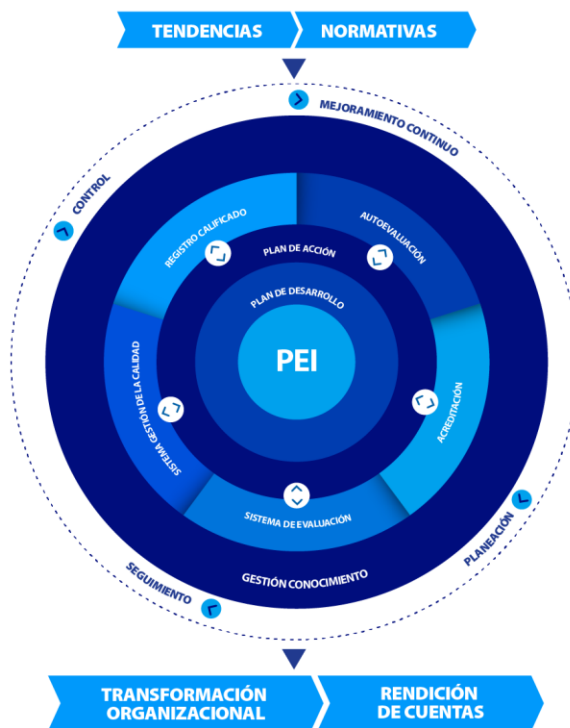 TENDENCIAS
NORMATIVAS
MEJORAMIENTO CONTINUO
CONTROL
REGISTRO CALIFICADO
AUTOEVALUACIÓN
PLAN DE ACCIÓN
PLAN DE DESARROLLO
PEI
SISTEMA GESTIÓN DE LA CALIDAD
ACREDITACIÓN
SISTEMA DE EVALUACIÓN
PLANEACIÓN
SEGUIMIENTO
GESTIÓN CONOCIMIENTO
TRANSFORMACIÓN
ORGANIZACIONAL
RENDICIÓN
DE CUENTAS